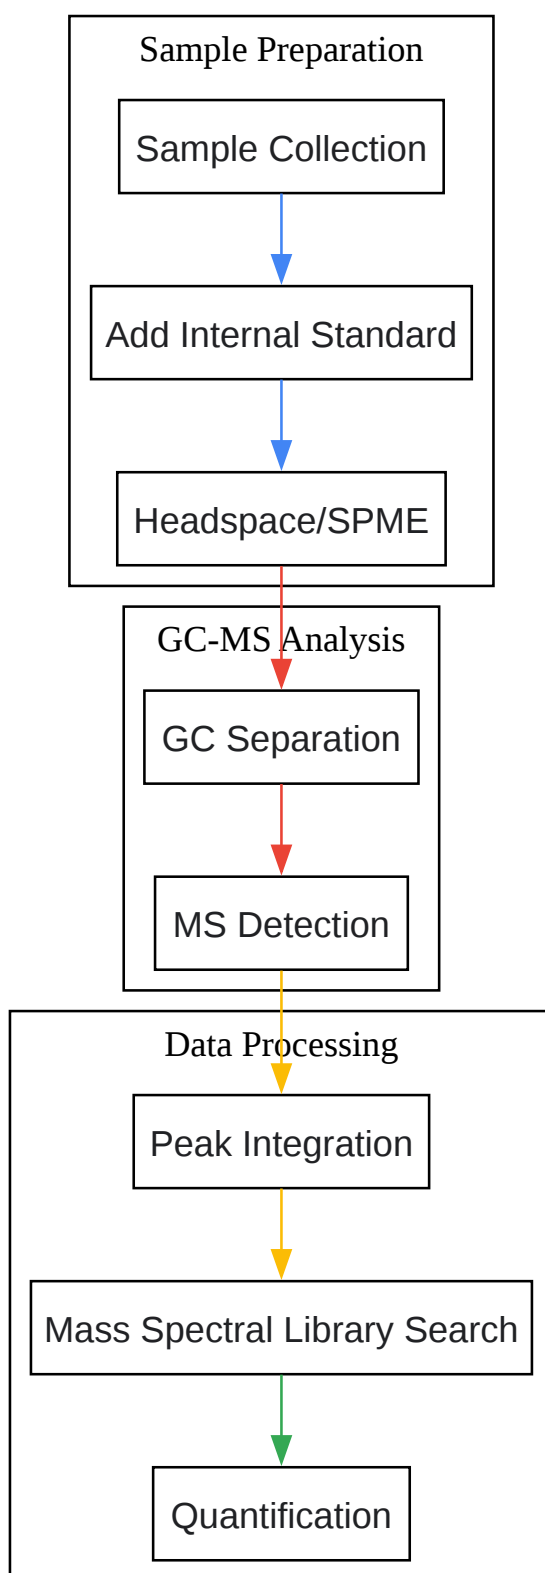 Sample Preparation
Sample Collection
Add Internal Standard
Headspace/SPME
GC-MS Analysis
GC Separation
MS Detection
Data Processing
Peak Integration
Mass Spectral Library Search
Quantification